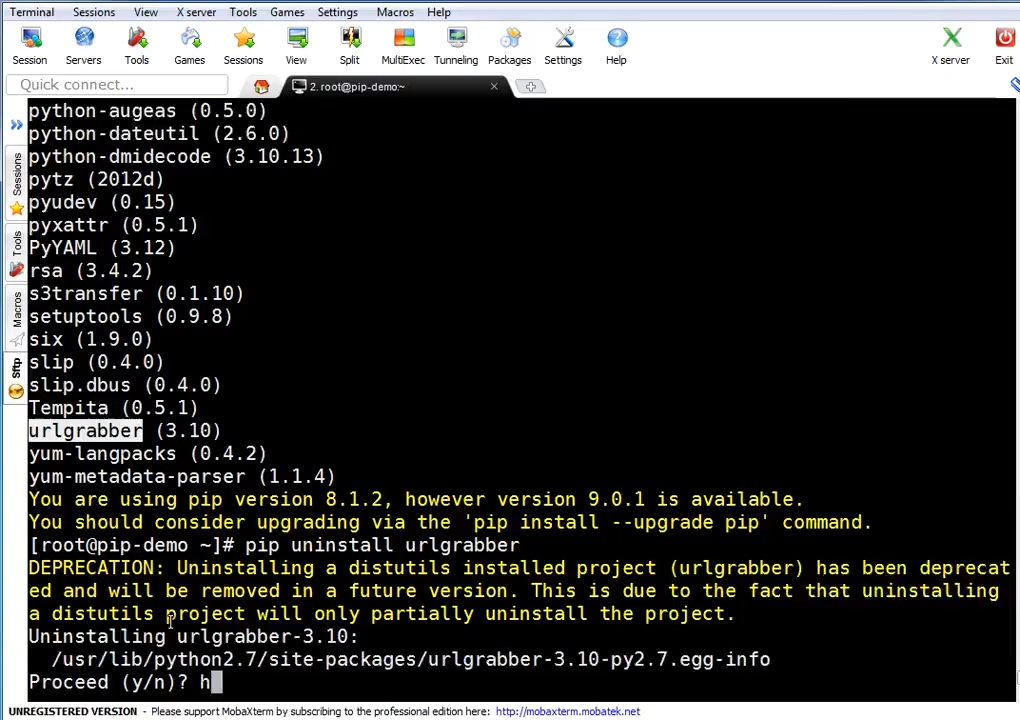 Terminal Sessions View X server Tools Games Settings Macros Help
Session Servers Tools Games Sessions View Split MultiExec Tunneling Packages Settings Help X server Exit
Quick connect...
2. root@pip-demo:~
Sessions
Tools
Macros
Sftp
python-augeas (0.5.0)
python-dateutil (2.6.0)
python-dmidecode (3.10.13)
pytz (2012d)
pyudev (0.15)
pyxattr (0.5.1)
PyYAML (3.12)
rsa (3.4.2)
s3transfer (0.1.10)
setuptools (0.9.8)
six (1.9.0)
slip (0.4.0)
slip.dbus (0.4.0)
Tempita (0.5.1)
urlgrabber (3.10)
yum-langpacks (0.4.2)
yum-metadata-parser (1.1.4)
You are using pip version 8.1.2, however version 9.0.1 is available.
You should consider upgrading via the 'pip install --upgrade pip' command.
[root@pip-demo ~]# pip uninstall urlgrabber
DEPRECATION: Uninstalling a distutils installed project (urlgrabber) has been deprecat
ed and will be removed in a future version. This is due to the fact that uninstalling
a distutils project will only partially uninstall the project.
Uninstalling urlgrabber-3.10:
/usr/lib/python2.7/site-packages/urlgrabber-3.10-py2.7.egg-info
Proceed (y/n)? h
UNREGISTERED VERSION - Please support MobaXterm by subscribing to the professional edition here: http://mobaxterm.mobatek.net